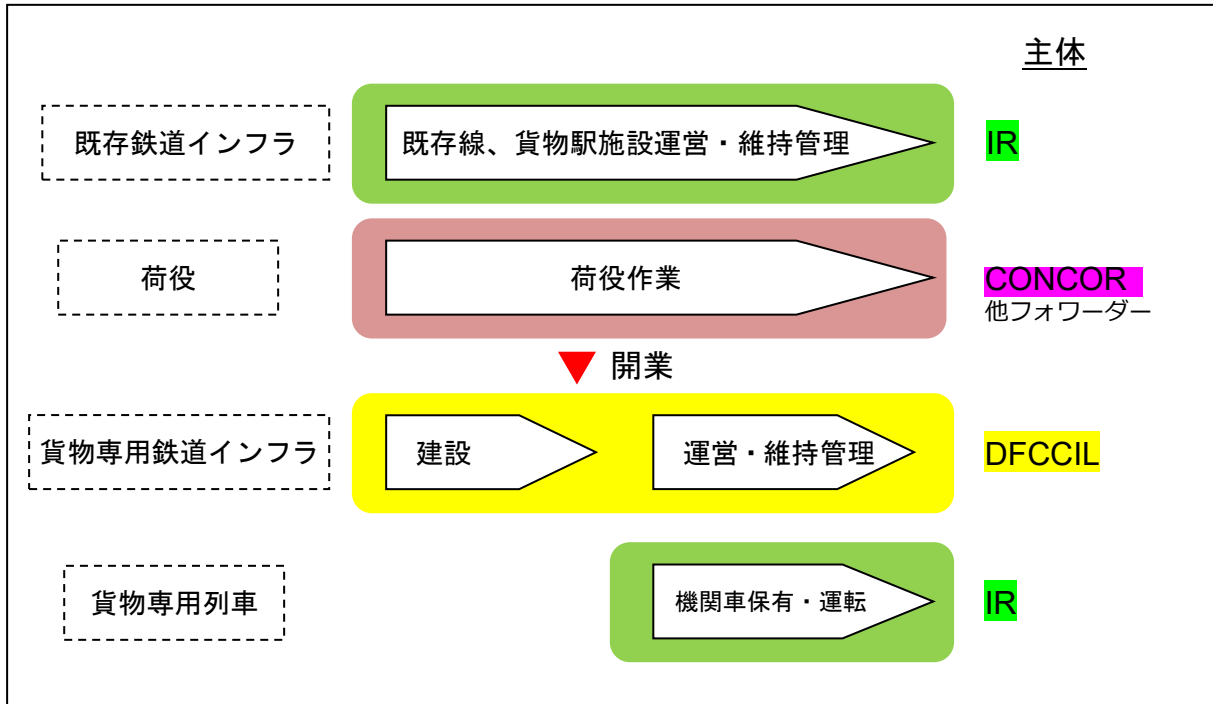 主体
既存鉄道インフラ
既存線、貨物駅施設運営・維持管理
IR
荷役
荷役作業
CONCOR
他フォワーダー
開業
貨物専用鉄道インフラ
建設
運営・維持管理
DFCCIL
貨物専用列車
機関車保有・運転
IR